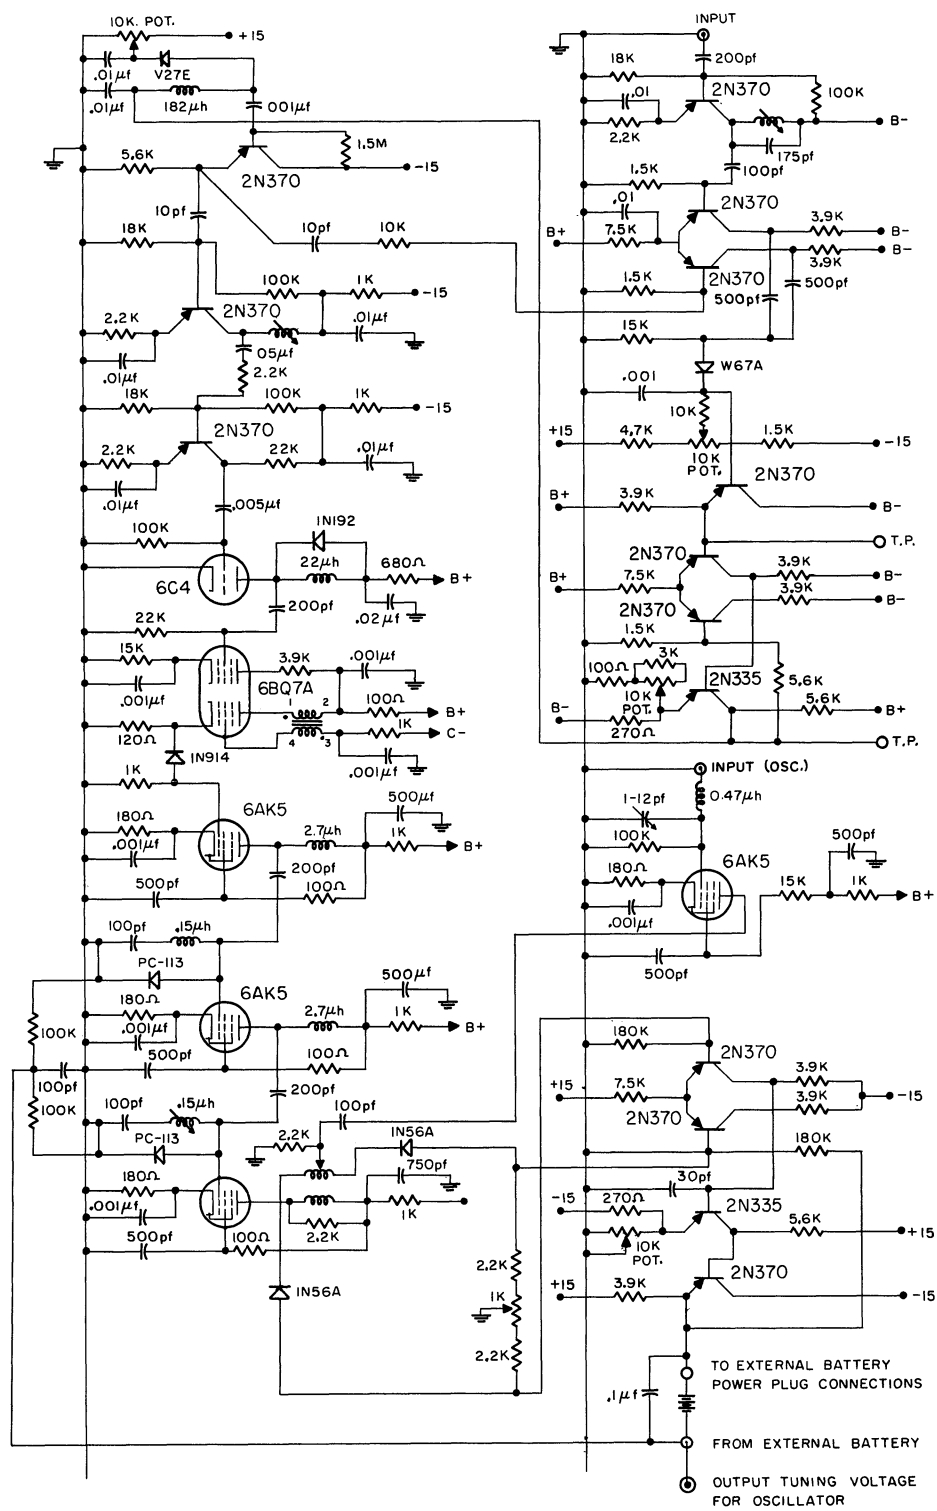 10K. POT.
+15
.01µf
V27E
.01µf
182µh
001µf
1.5M
5.6K
-15
2N370
10pf
10pf
10K
18K
100K
1K
-15
2N370
2.2K
.01µf
.01µf
05µf
2.2K
18K
100K
1K
-15
2N370
2.2K
22K
.01µf
.01µf
.005µf
100K
1N192
22µh
680Ω
B+
6C4
200pf
.02µf
22K
15K
3.9K
.001µf
6BQ7A
.001µf
1
2
100Ω
B+
1K
C-
120Ω
4
.3
1N914
.001µf
1K
500µf
6AK5
180Ω
2.7µh
1K
B+
.001µf
200pf
500pf
100Ω
100pf
.15µh
PC-113
500µf
6AK5
180Ω
2.7µh
1K
B+
100K
.001µf
500pf
100Ω
100pf
200pf
100K
100pf
.15µh
100pf
PC-113
2.2K
1N56A
750pf
180Ω
.001µf
1K
500pf
100Ω
2.2K
1N56A
2.2K
1K
2.2K
INPUT
200pf
18K
2N370
100K
.01
2.2K
B-
175pf
100pf
1.5K
.01
2N370
3.9K
B+
7.5K
B-
B-
3.9K
2N370
1.5K
500pf
500pf
15K
W67A
.001
10K
+15
4.7K
1.5K
-15
10K
POT.
2N370
B+
3.9K
B-
T.P.
2N370
3.9K
B+
7.5K
B-
3.9K
B-
2N370
1.5K
3K
100Ω
2N335
5.6K
10K
POT.
5.6K
B-
B+
270Ω
T.P.
INPUT (OSC.)
0.47µh
1-12pf
100K
500pf
6AK5
180Ω
15K
1K
B+
.001µf
500pf
180K
2N370
3.9K
+15
7.5K
-15
3.9K
2N370
180K
30pf
-15
270Ω
2N335
5.6K
+15
10K
POT.
2N370
+15
3.9K
-15
TO EXTERNAL BATTERY
POWER PLUG CONNECTIONS
.1µf
FROM EXTERNAL BATTERY
OUTPUT TUNING VOLTAGE
FOR OSCILLATOR